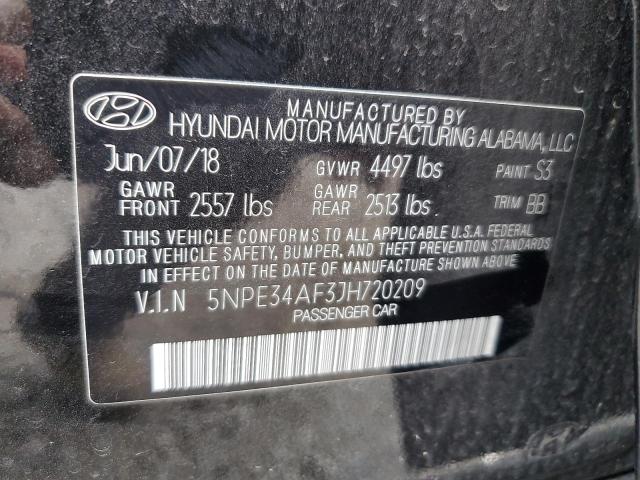 MANUFACTURED BY
HYUNDAI MOTOR MANUFACTURING ALABAMA, LLC
Jun/07/18 GVWR 4497 lbs PAINT S3
GAWR FRONT 2557 lbs GAWR REAR 2513 lbs. TRIM BB
THIS VEHICLE CONFORMS TO ALL APPLICABLE U.S.A. FEDERAL
MOTOR VEHICLE SAFETY, BUMPER, AND THEFT PREVENTION STANDARDS
IN EFFECT ON THE DATE OF MANUFACTURE SHOWN ABOVE.
V.I.N 5NPE34AF3JH720209
PASSENGER CAR